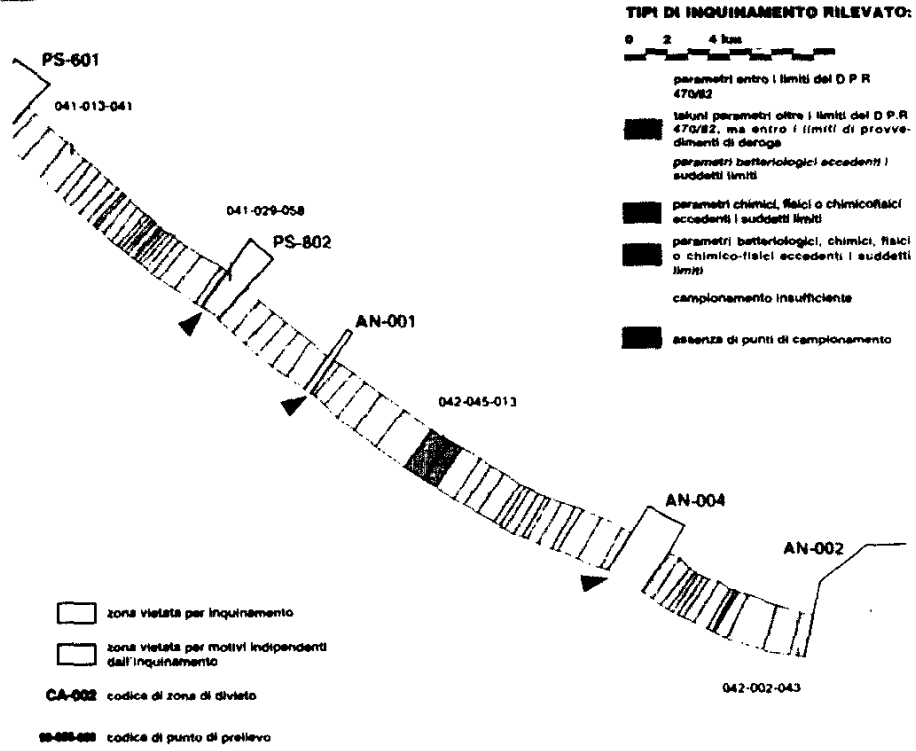 TIPI DI INQUINAMENTO RILEVATO:
0 2 4 km
parametri entro i limiti del D P R
470/82
taluni parametri oltre i limiti del D P.R
470/82, ma entro i limiti di provve-
dimenti di deroga
parametri batteriologici eccedenti i
suddetti limiti
parametri chimici, fisici o chimicofisici
eccedenti i suddetti limiti
parametri batteriologici, chimici, fisici
o chimico-fisici eccedenti i suddetti
limiti
campionamento insufficiente
assenza di punti di campionamento
PS-601
041-013-041
041-029-058
PS-802
AN-001
042-045-013
AN-004
AN-002
042-002-043
zona vietata per inquinamento
zona vietata per motivi indipendenti
dall'inquinamento
CA-002 codice di zona di divieto
codice di punto di prelievo